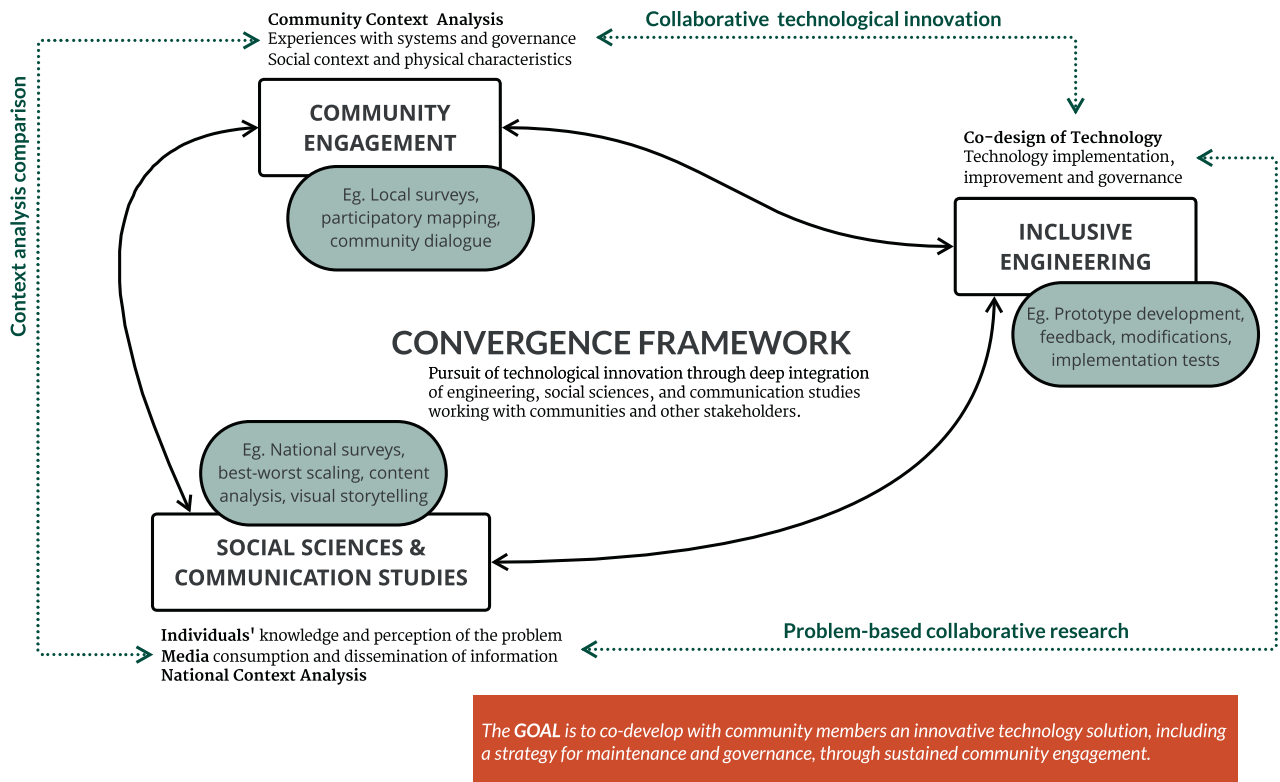 Community Context Analysis
Experiences with systems and governance
Social context and physical characteristics
Collaborative technological innovation
COMMUNITY
ENGAGEMENT
Eg. Local surveys,
participatory mapping,
community dialogue
Context analysis comparison
Co-design of Technology
Technology implementation,
improvement and governance
INCLUSIVE
ENGINEERING
Eg. Prototype development,
feedback, modifications,
implementation tests
CONVERGENCE FRAMEWORK
Pursuit of technological innovation through deep integration
of engineering, social sciences, and communication studies
working with communities and other stakeholders.
Eg. National surveys,
best-worst scaling, content
analysis, visual storytelling
SOCIAL SCIENCES &
COMMUNICATION STUDIES
Individuals' knowledge and perception of the problem
Media consumption and dissemination of information
National Context Analysis
Problem-based collaborative research
The GOAL is to co-develop with community members an innovative technology solution, including
a strategy for maintenance and governance, through sustained community engagement.